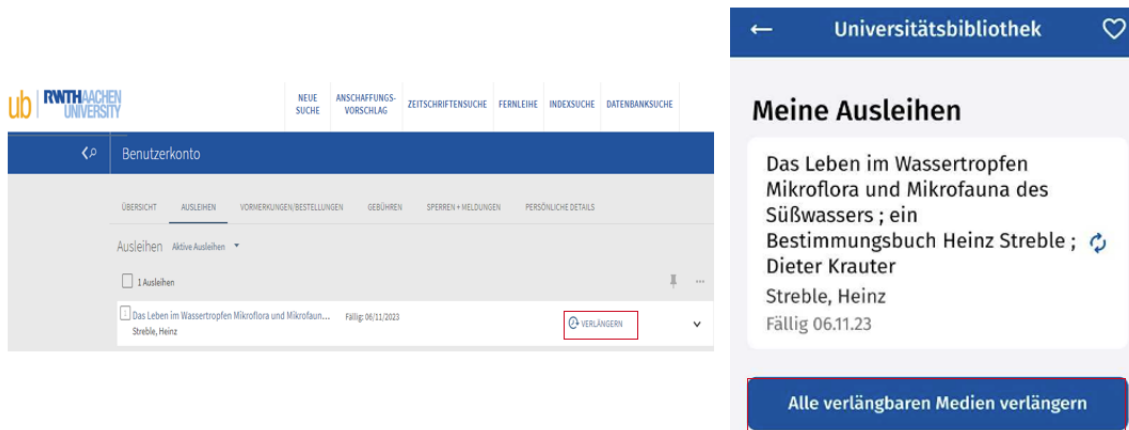 ub | RWTHAACHEN
UNIVERSITY
NEUE
SUCHE
ANSCHAFFUNGS-
VORSCHLAG
ZEITSCHRIFTENSUCHE
FERNLEIHE
INDEXSUCHE
DATENBANKSUCHE
Benutzerkonto
ÜBERSICHT
AUSLEIHEN
VORMERKUNGEN/BESTELLUNGEN
GEBÜHREN
SPERREN + MELDUNGEN
PERSÖNLICHE DETAILS
Ausleihen Aktive Ausleihen
1 Ausleihen
1 Das Leben im Wassertropfen Mikroflora und Mikrofaun... Fällig: 06/11/2023 VERLÄNGERN
Streble, Heinz
Universitätsbibliothek
Meine Ausleihen
Das Leben im Wassertropfen
Mikroflora und Mikrofauna des
Süßwassers ; ein
Bestimmungsbuch Heinz Streble ;
Dieter Krauter
Streble, Heinz
Fällig 06.11.23
Alle verlängbaren Medien verlängern